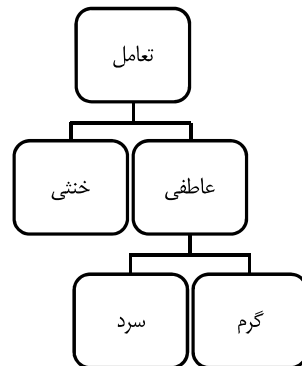 تعامل
عاطفی
خنثی
گرم
سرد